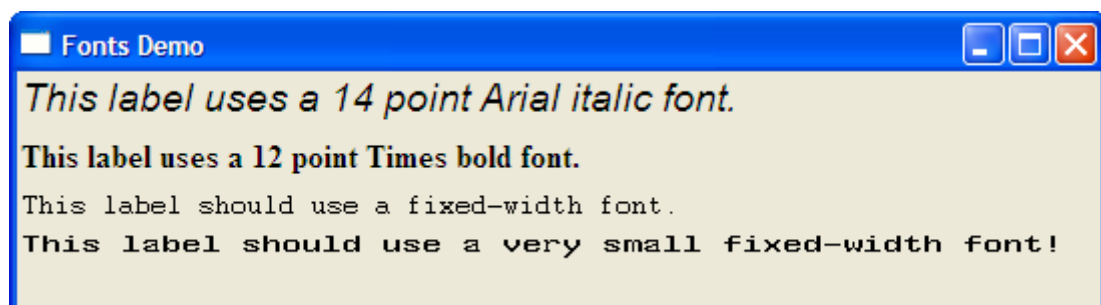 Fonts Demo
This label uses a 14 point Arial italic font.
This label uses a 12 point Times bold font.
This label should use a fixed-width font.
This label should use a very small fixed-width font!